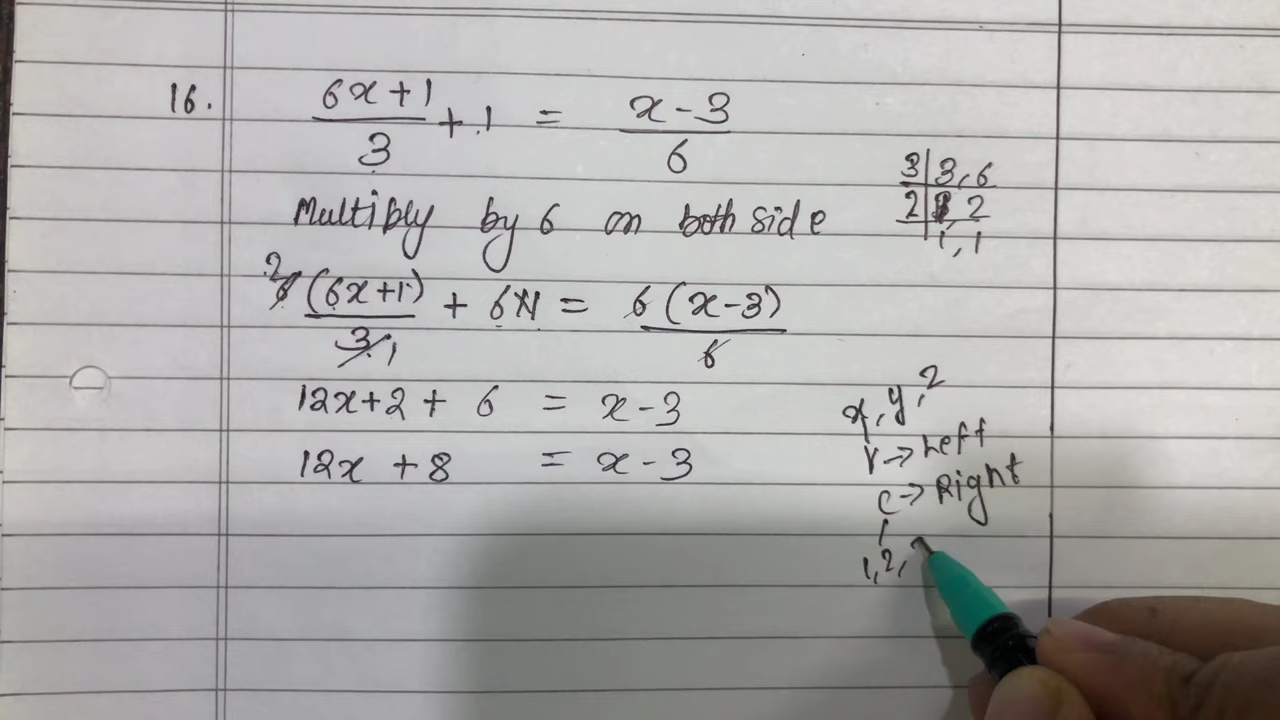 16. (6x+1)/3 + 1 = (x-3)/6
Multiply by 6 on both side
3 | 3, 6
2 | 1, 2
1, 1
2 6(6x+1)/3 1 + 6×1 = 6(x-3)/6
12x+2 + 6 = x-3
12x +8 = x-3
x, y, z
V→Left
C→Right
1, 2,